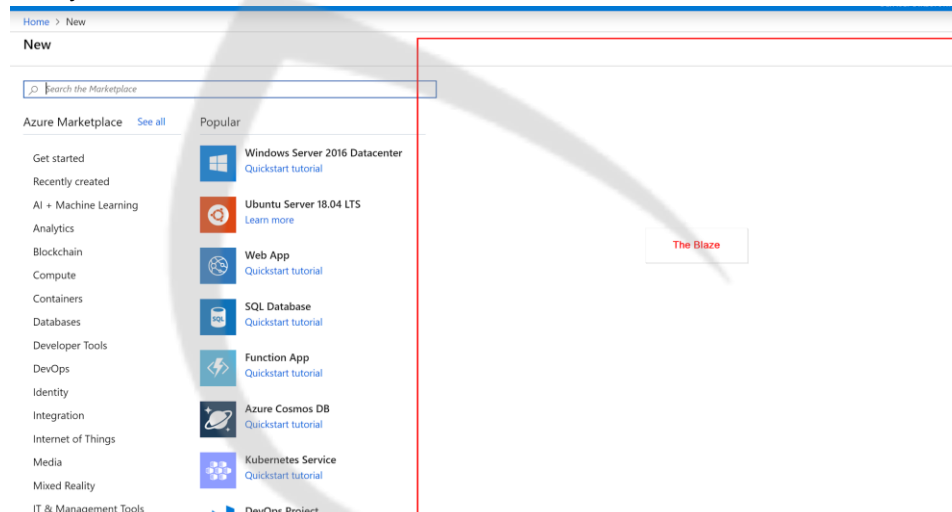 Home > New
New
Search the Marketplace
Azure Marketplace See all
Popular
Get started
Recently created
AI + Machine Learning
Analytics
Blockchain
Compute
Containers
Databases
Developer Tools
DevOps
Identity
Integration
Internet of Things
Media
Mixed Reality
IT & Management Tools
Windows Server 2016 Datacenter
Quickstart tutorial
Ubuntu Server 18.04 LTS
Learn more
Web App
Quickstart tutorial
SQL Database
Quickstart tutorial
Function App
Quickstart tutorial
Azure Cosmos DB
Quickstart tutorial
Kubernetes Service
Quickstart tutorial
DevOps Project
The Blaze